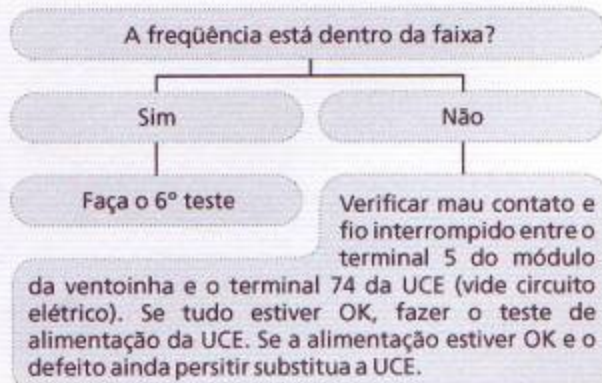 A freqüência está dentro da faixa?
Sim
Não
Faça o 6º teste
Verificar mau contato e
fio interrompido entre o
terminal 5 do módulo
da ventoinha e o terminal 74 da UCE (vide circuito
elétrico). Se tudo estiver OK, fazer o teste de
alimentação da UCE. Se a alimentação estiver OK e o
defeito ainda persitir substitua a UCE.